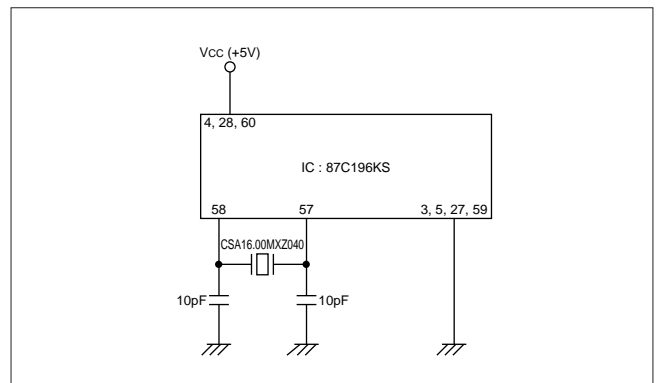 VCC (+5V)
4, 28, 60
IC : 87C196KS
58 57 3, 5, 27, 59
CSA16.00MXZ040
10pF 10pF